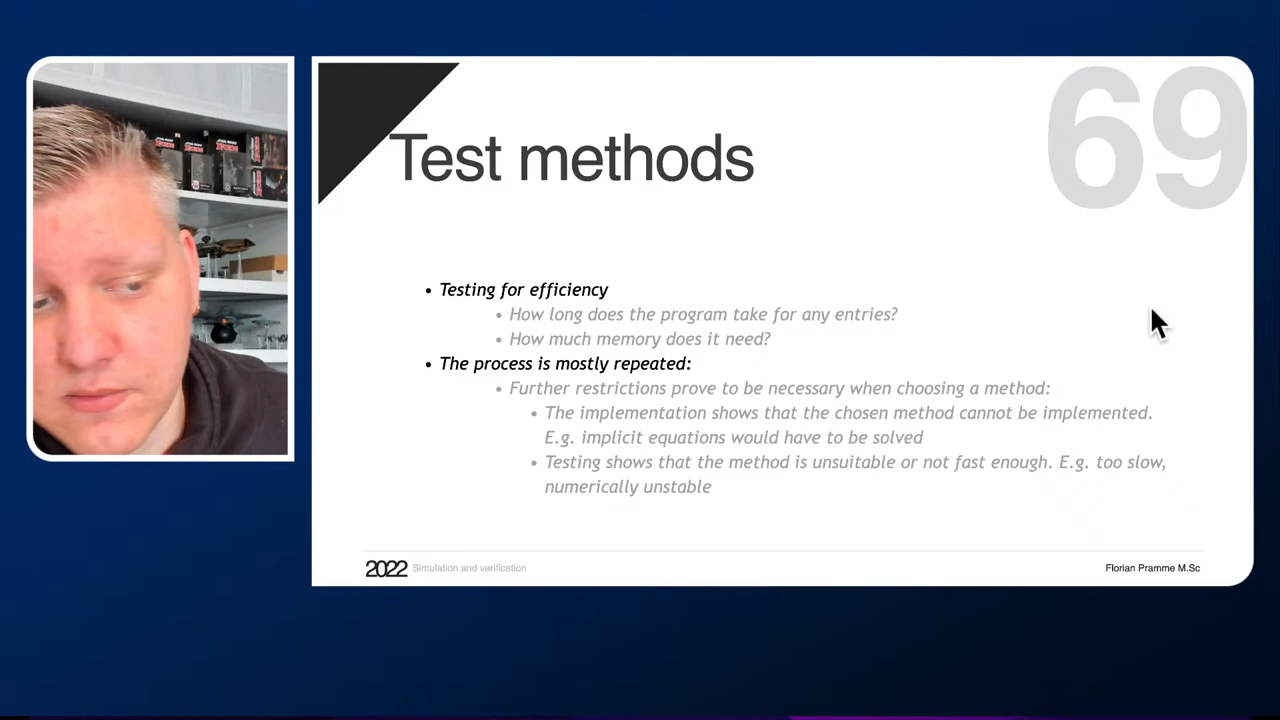 69
Test methods
• Testing for efficiency
• How long does the program take for any entries?
• How much memory does it need?
• The process is mostly repeated:
• Further restrictions prove to be necessary when choosing a method:
• The implementation shows that the chosen method cannot be implemented.
E.g. implicit equations would have to be solved
• Testing shows that the method is unsuitable or not fast enough. E.g. too slow,
numerically unstable
2022 Simulation and verification
Florian Pramme M.Sc